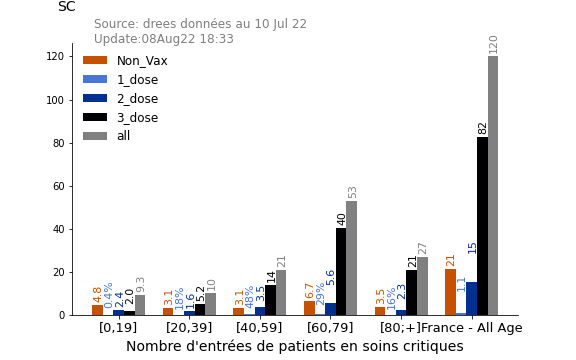 SC
Source: drees données au 10 Jul 22
Update:08Aug22 18:33
Non_Vax
1_dose
2_dose
3_dose
all
120
100
80
60
40
20
0
4.8 0.4% 2.4 2.0 9.3
3.1 18% 1.6 5.2 10
3.1 48% 3.5 14 21
6.7 29% 5.6 40 53
3.5 16% 2.3 21 27
21 1.1 15 82 120
[0,19] [20,39] [40,59] [60,79] [80;+] France - All Age
Nombre d'entrées de patients en soins critiques